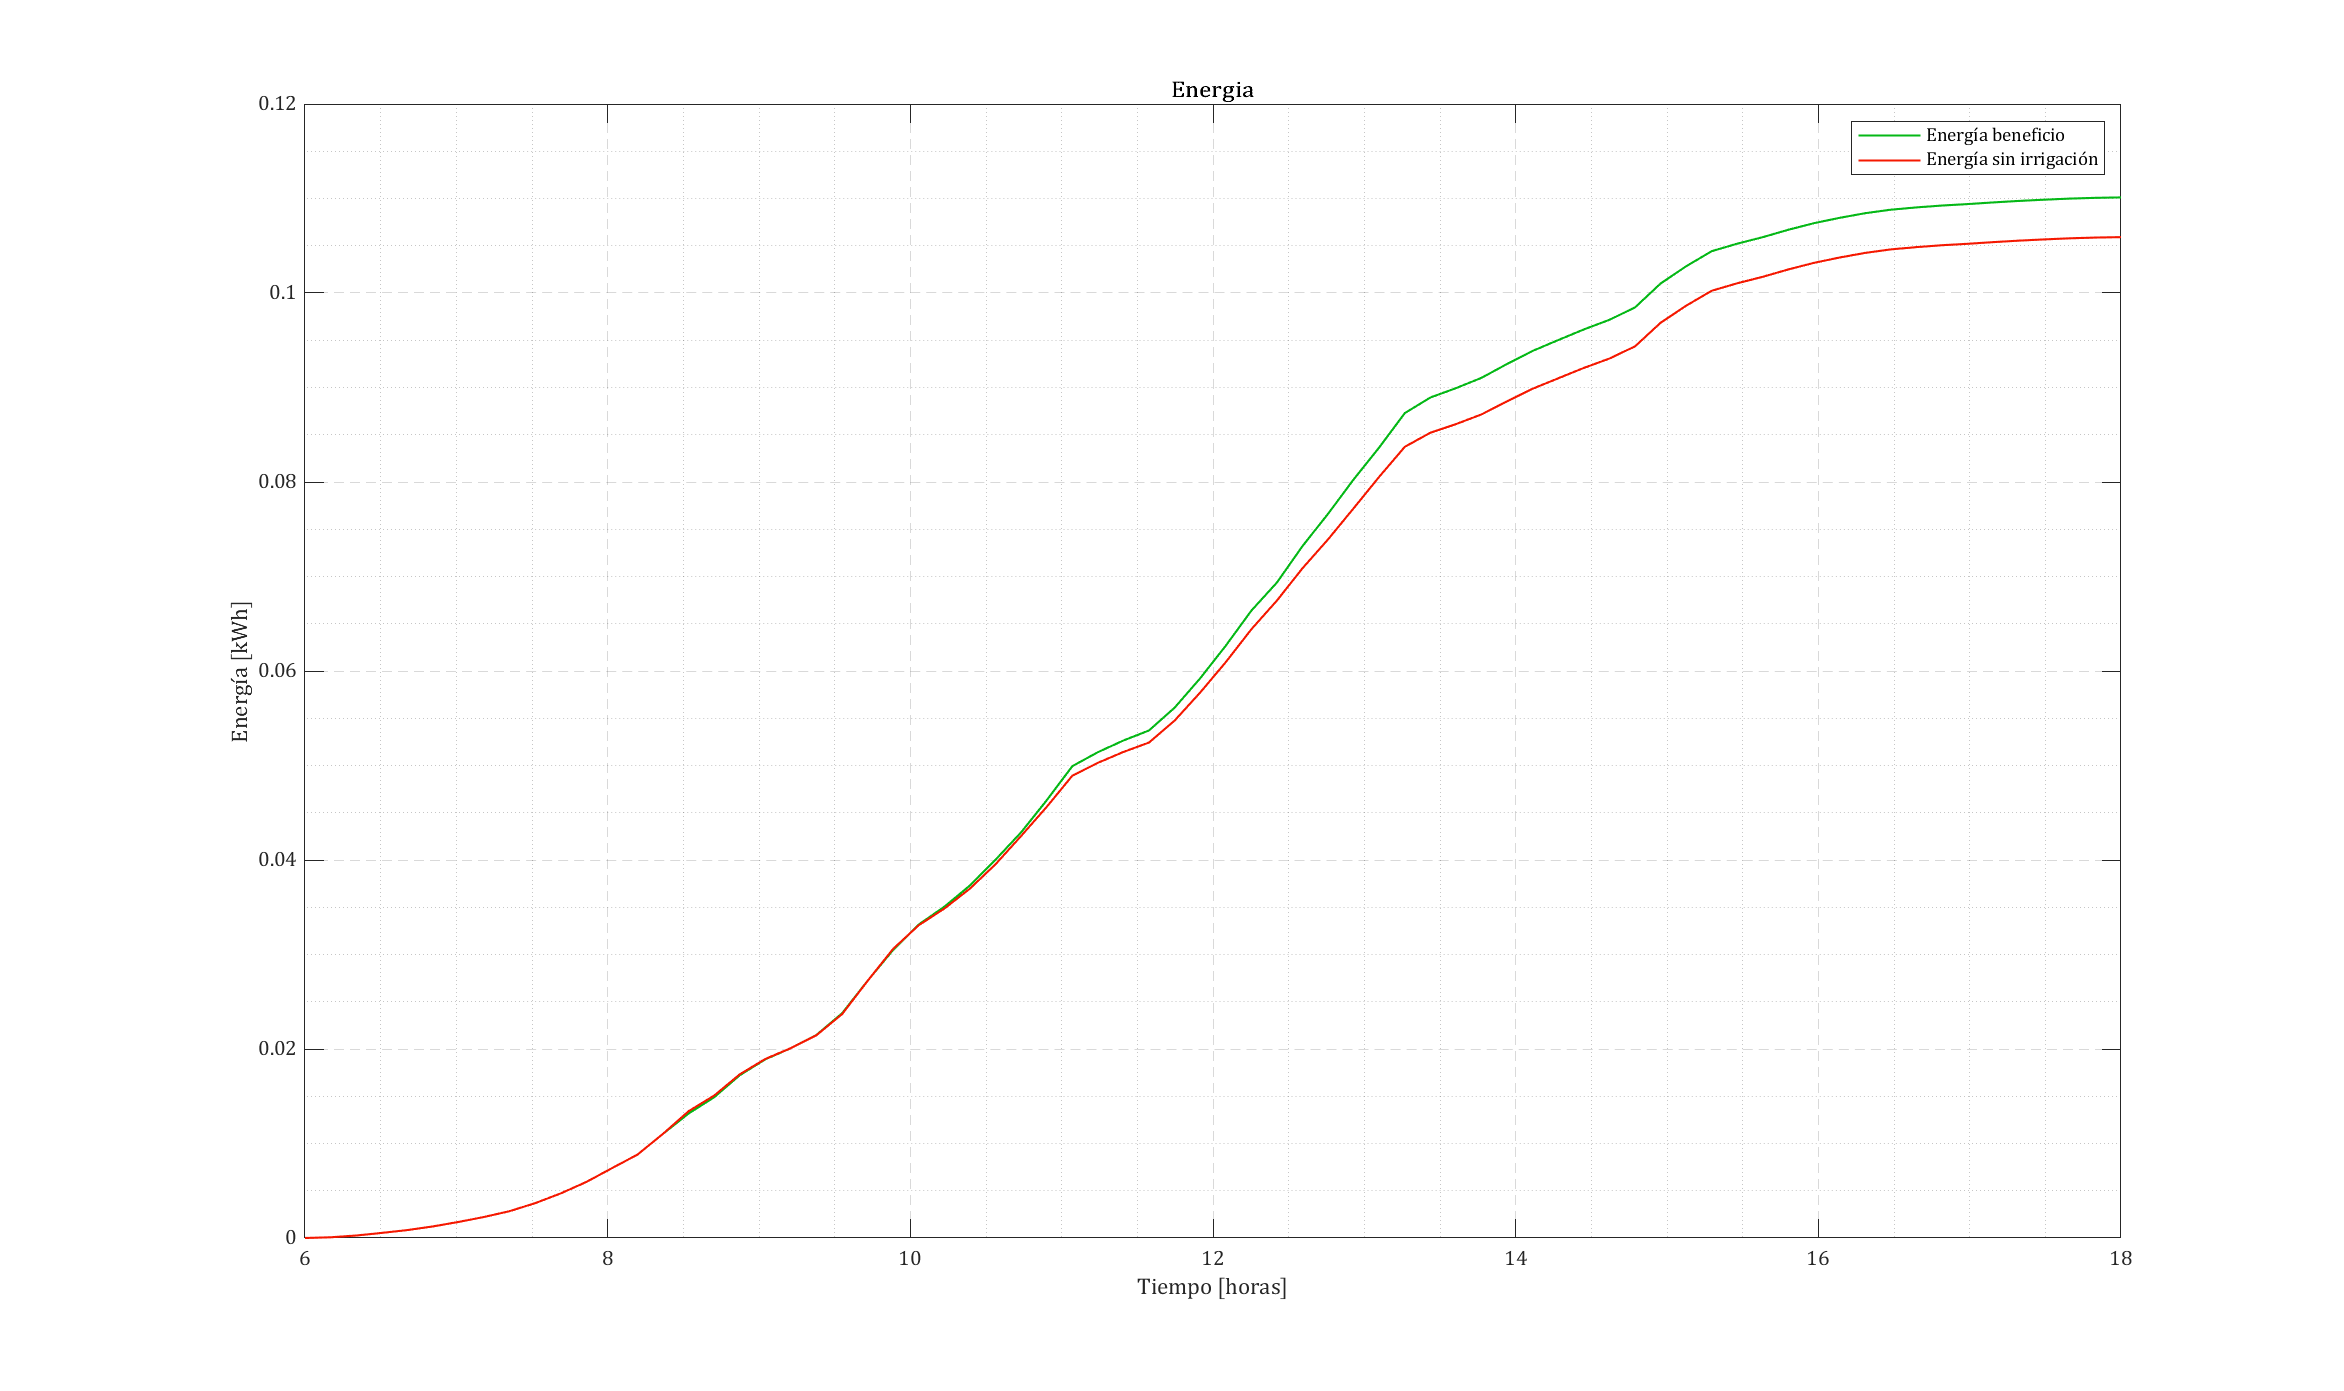 Energia
0.12
0.1
0.08
0.06
0.04
0.02
0
Energía [kWh]
6 8 10 12 14 16 18
Tiempo [horas]
Energía beneficio
Energía sin irrigación